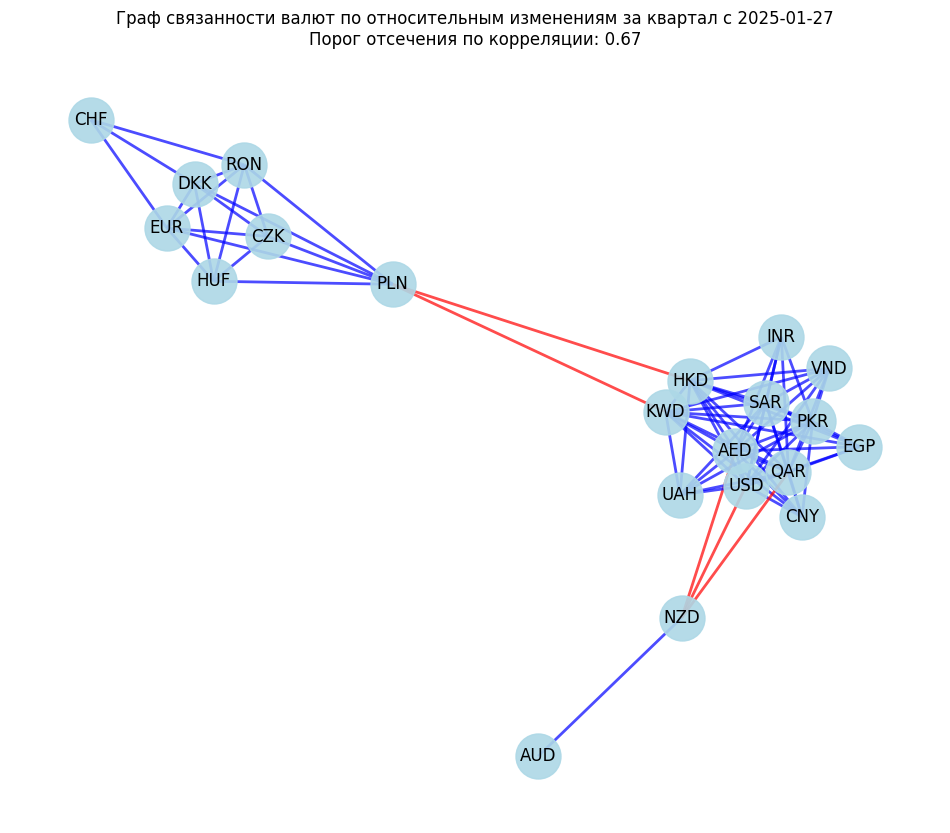 Граф связанности валют по относительным изменениям за квартал с 2025-01-27
Порог отсечения по корреляции: 0.67
CHF
RON
DKK
EUR
CZK
HUF
PLN
INR
VND
HKD
SAR
KWD
PKR
EGP
AED
QAR
USD
UAH
CNY
NZD
AUD